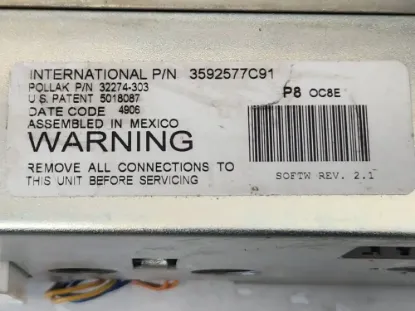 INTERNATIONAL P/N 3592577C91
POLLAK P/N 32274-303
U.S. PATENT 5018087
DATE CODE 4906
ASSEMBLED IN MEXICO
WARNING
REMOVE ALL CONNECTIONS TO
THIS UNIT BEFORE SERVICING
P8 OC8E
SOFTW REV. 2.1